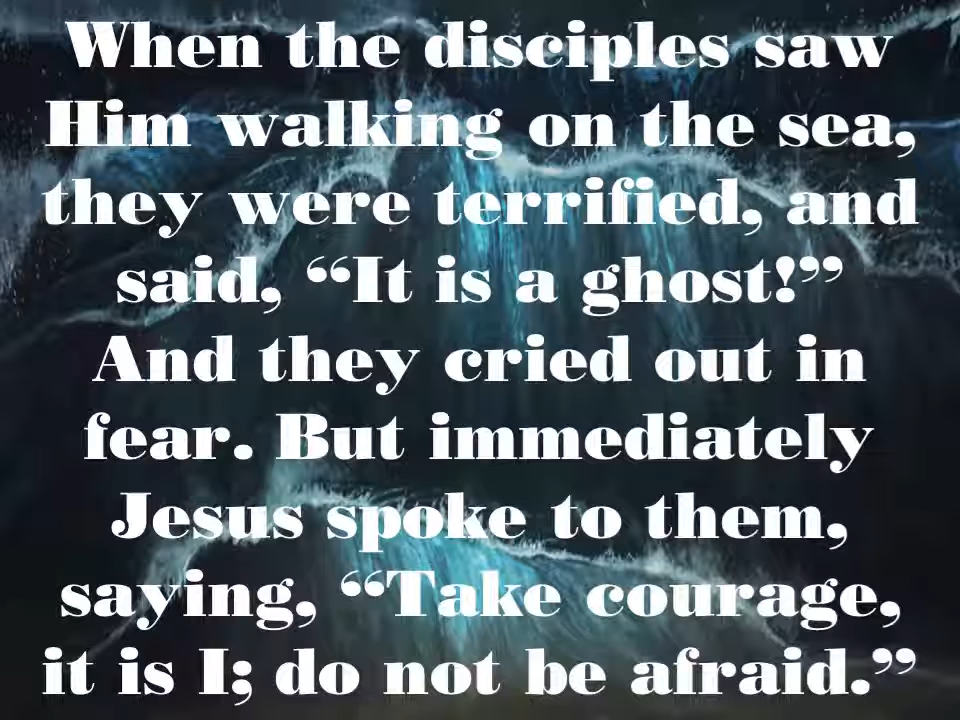 When the disciples saw
Him walking on the sea,
they were terrified, and
said, “It is a ghost!”
And they cried out in
fear. But immediately
Jesus spoke to them,
saying, “Take courage,
it is I; do not be afraid.”